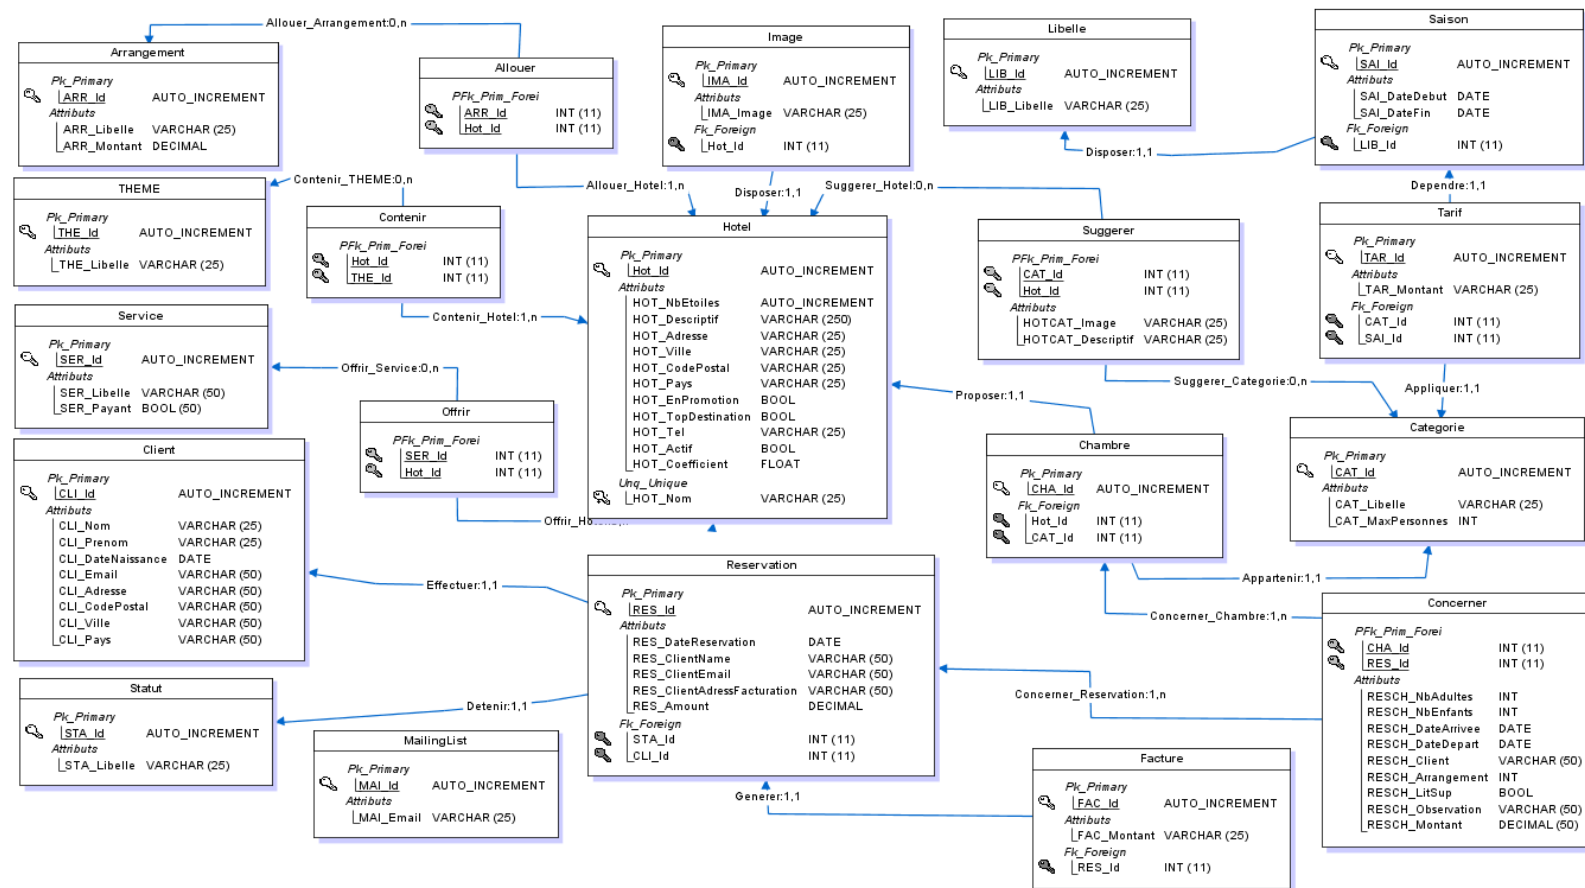 Allouer_Arrangement:0,n
Arrangement
Pk_Primary
ARR_Id AUTO_INCREMENT
Attributs
ARR_Libelle VARCHAR (25)
ARR_Montant DECIMAL
Allouer
PFk_Prim_Forei
ARR_Id INT (11)
Hot_Id INT (11)
Image
Pk_Primary
IMA_Id AUTO_INCREMENT
Attributs
IMA_Image VARCHAR (25)
Fk_Foreign
Hot_Id INT (11)
Libelle
Pk_Primary
LIB_Id AUTO_INCREMENT
Attributs
LIB_Libelle VARCHAR (25)
Saison
Pk_Primary
SAI_Id AUTO_INCREMENT
Attributs
SAI_DateDebut DATE
SAI_DateFin DATE
Fk_Foreign
LIB_Id INT (11)
Disposer:1,1
Contenir_THEME:0,n
Allouer_Hotel:1,n
Disposer:1,1
Suggerer_Hotel:0,n
Dependre:1,1
THEME
Pk_Primary
THE_Id AUTO_INCREMENT
Attributs
THE_Libelle VARCHAR (25)
Contenir
PFk_Prim_Forei
Hot_Id INT (11)
THE_Id INT (11)
Contenir_Hotel:1,n
Hotel
Pk_Primary
Hot_Id AUTO_INCREMENT
Attributs
HOT_NbEtoiles AUTO_INCREMENT
HOT_Descriptif VARCHAR (250)
HOT_Adresse VARCHAR (25)
HOT_Ville VARCHAR (25)
HOT_CodePostal VARCHAR (25)
HOT_Pays VARCHAR (25)
HOT_EnPromotion BOOL
HOT_TopDestination BOOL
HOT_Tel VARCHAR (25)
HOT_Actif BOOL
HOT_Coefficient FLOAT
Unq_Unique
HOT_Nom VARCHAR (25)
Suggerer
PFk_Prim_Forei
CAT_Id INT (11)
Hot_Id INT (11)
Attributs
HOTCAT_Image VARCHAR (25)
HOTCAT_Descriptif VARCHAR (25)
Tarif
Pk_Primary
TAR_Id AUTO_INCREMENT
Attributs
TAR_Montant VARCHAR (25)
Fk_Foreign
CAT_Id INT (11)
SAI_Id INT (11)
Service
Pk_Primary
SER_Id AUTO_INCREMENT
Attributs
SER_Libelle VARCHAR (50)
SER_Payant BOOL (50)
Offrir_Service:0,n
Offrir
PFk_Prim_Forei
SER_Id INT (11)
Hot_Id INT (11)
Suggerer_Categorie:0,n
Appliquer:1,1
Proposer:1,1
Chambre
Pk_Primary
CHA_Id AUTO_INCREMENT
Fk_Foreign
Hot_Id INT (11)
CAT_Id INT (11)
Categorie
Pk_Primary
CAT_Id AUTO_INCREMENT
Attributs
CAT_Libelle VARCHAR (25)
CAT_MaxPersonnes INT
Client
Pk_Primary
CLI_Id AUTO_INCREMENT
Attributs
CLI_Nom VARCHAR (25)
CLI_Prenom VARCHAR (25)
CLI_DateNaissance DATE
CLI_Email VARCHAR (50)
CLI_Adresse VARCHAR (50)
CLI_CodePostal VARCHAR (50)
CLI_Ville VARCHAR (50)
CLI_Pays VARCHAR (50)
Effectuer:1,1
Reservation
Pk_Primary
RES_Id AUTO_INCREMENT
Attributs
RES_DateReservation DATE
RES_ClientName VARCHAR (50)
RES_ClientEmail VARCHAR (50)
RES_ClientAdressFacturation VARCHAR (50)
RES_Amount DECIMAL
Fk_Foreign
STA_Id INT (11)
CLI_Id INT (11)
Appartenir:1,1
Concerner_Chambre:1,n
Concerner
PFk_Prim_Forei
CHA_Id INT (11)
RES_Id INT (11)
Attributs
RESCH_NbAdultes INT
RESCH_NbEnfants INT
RESCH_DateArrivee DATE
RESCH_DateDepart DATE
RESCH_Client VARCHAR (50)
RESCH_Arrangement INT
RESCH_LitSup BOOL
RESCH_Observation VARCHAR (50)
RESCH_Montant DECIMAL (50)
Concerner_Reservation:1,n
Statut
Pk_Primary
STA_Id AUTO_INCREMENT
Attributs
STA_Libelle VARCHAR (25)
Detenir:1,1
MailingList
Pk_Primary
MAI_Id AUTO_INCREMENT
Attributs
MAI_Email VARCHAR (25)
Generer:1,1
Facture
Pk_Primary
FAC_Id AUTO_INCREMENT
Attributs
FAC_Montant VARCHAR (25)
Fk_Foreign
RES_Id INT (11)